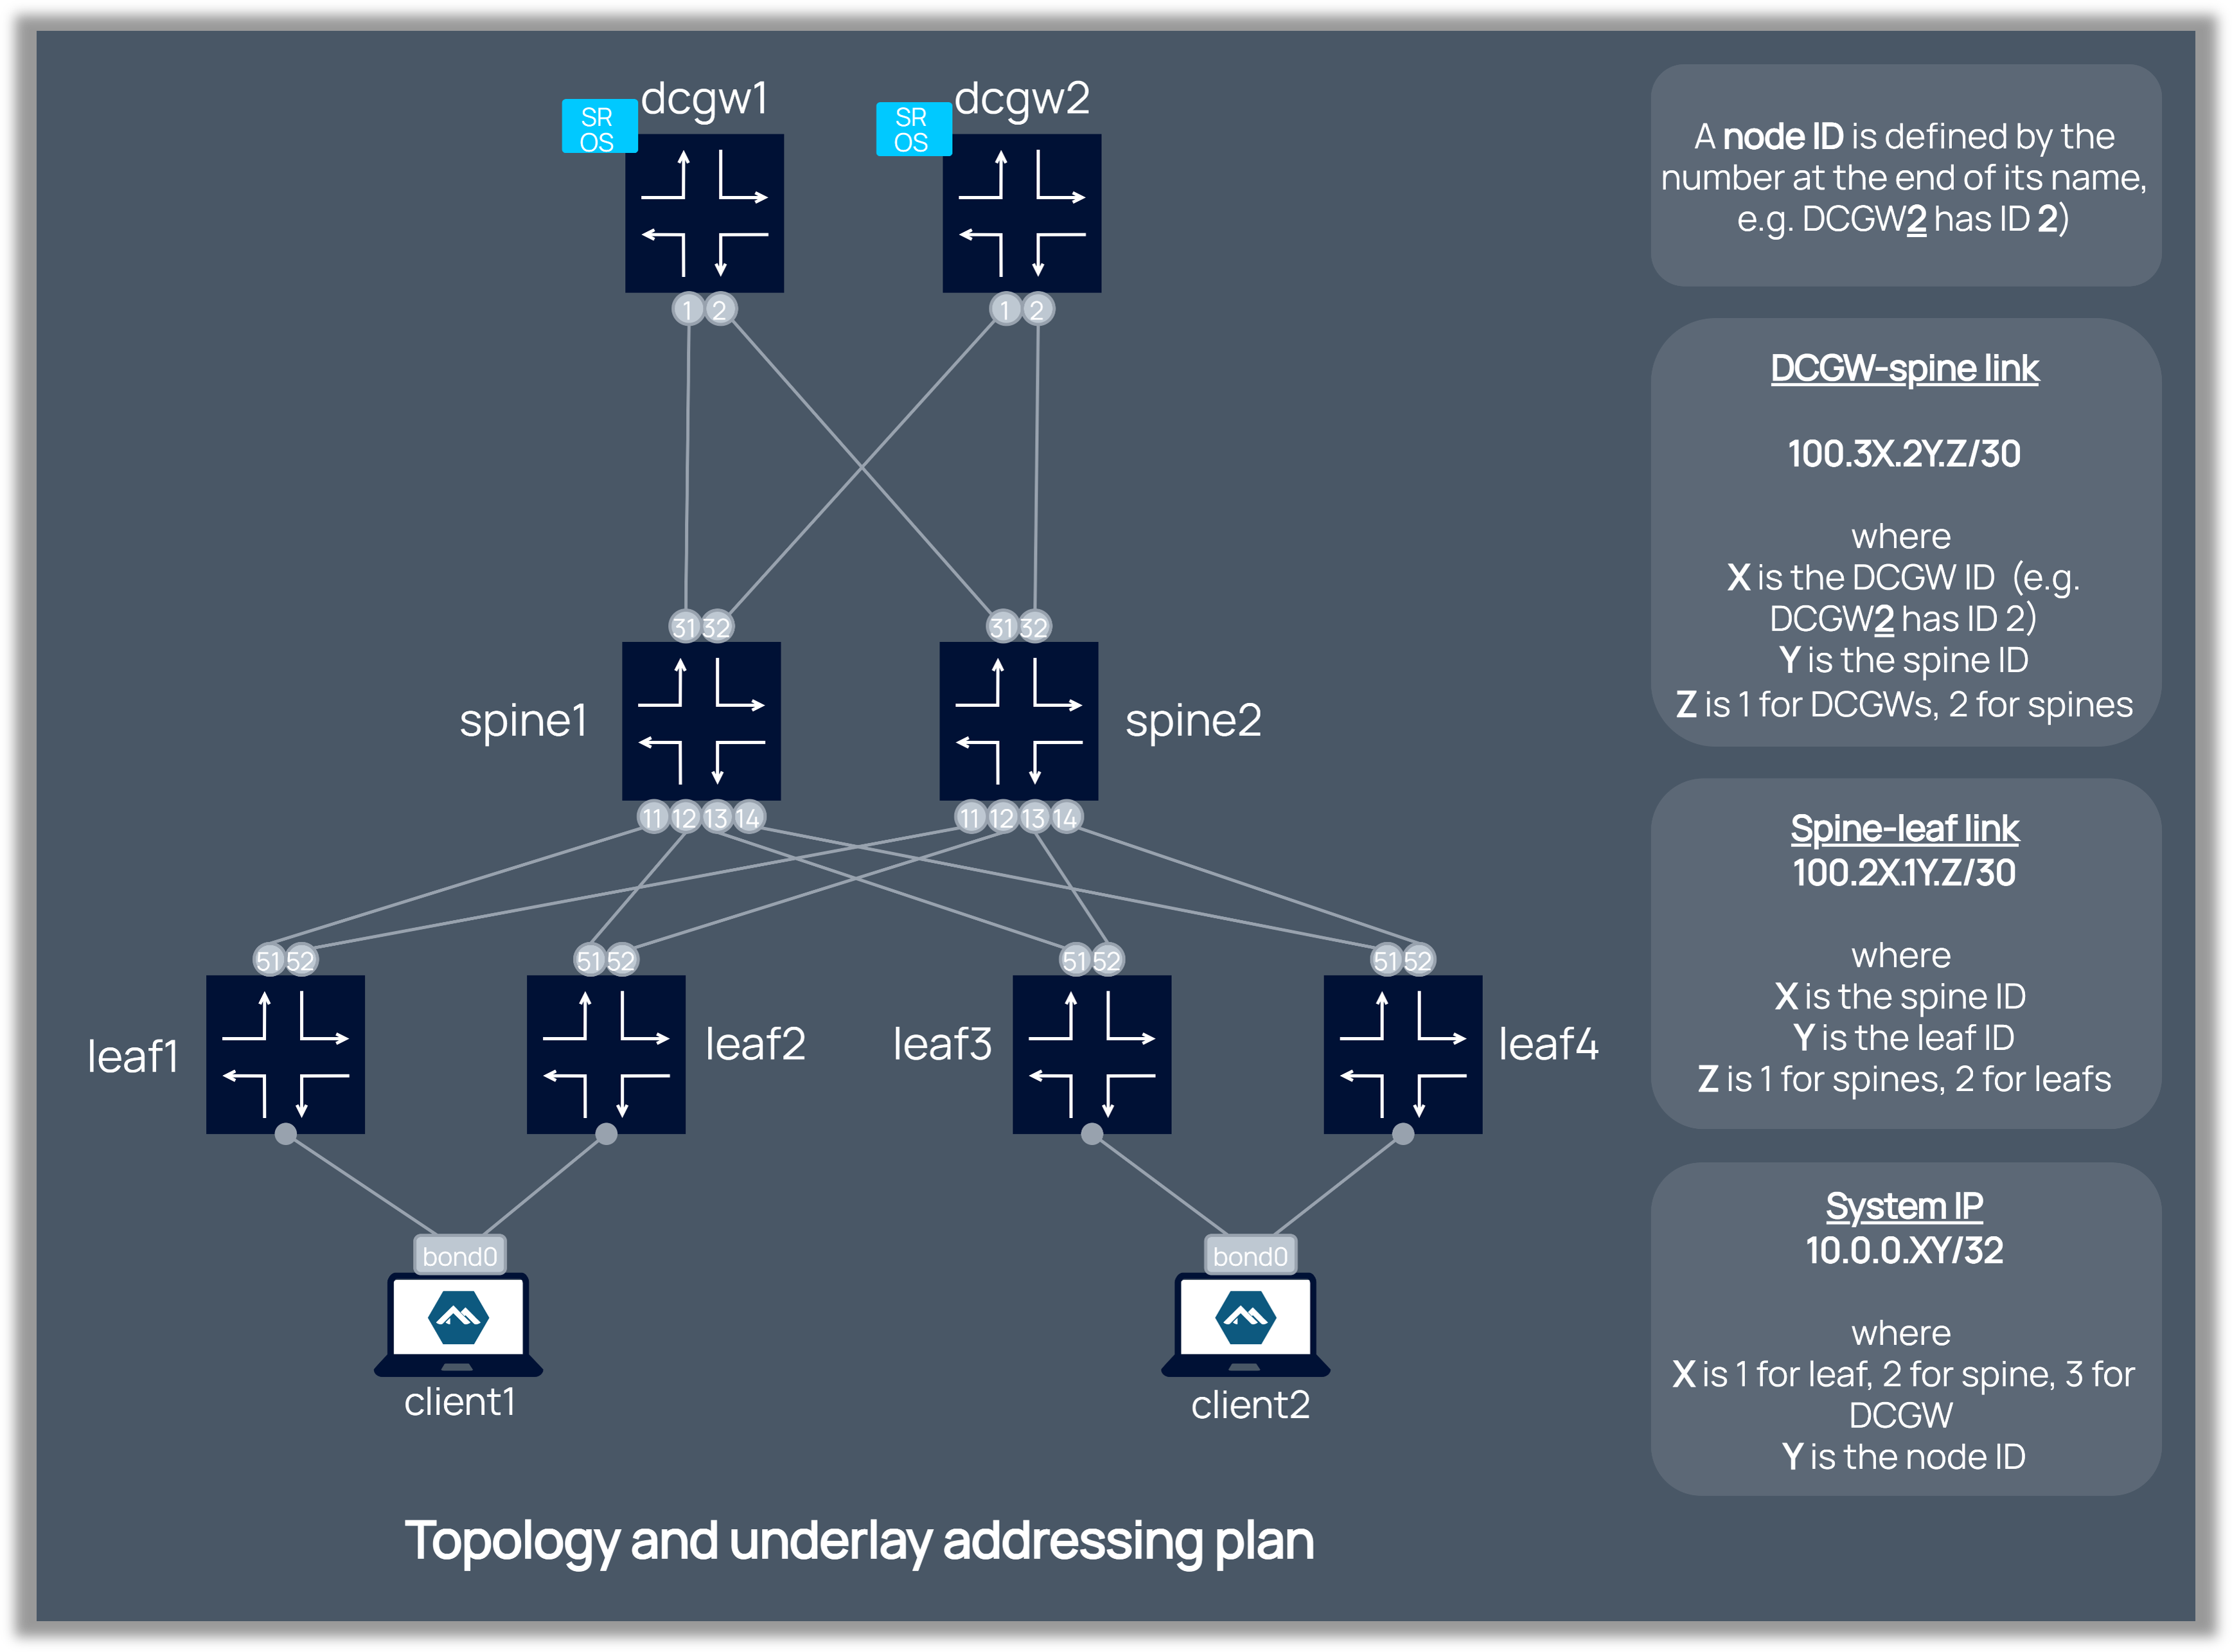 dcgw1
dcgw2
SR
OS
SR
OS
1 2
1 2
31 32
31 32
spine1
spine2
11 12 13 14
11 12 13 14
51 52
51 52
51 52
51 52
leaf1
leaf2
leaf3
leaf4
bond0
bond0
client1
client2
Topology and underlay addressing plan
A node ID is defined by the
number at the end of its name,
e.g. DCGW2 has ID 2)
DCGW-spine link
100.3X.2Y.Z/30
where
X is the DCGW ID (e.g.
DCGW2 has ID 2)
Y is the spine ID
Z is 1 for DCGWs, 2 for spines
Spine-leaf link
100.2X.1Y.Z/30
where
X is the spine ID
Y is the leaf ID
Z is 1 for spines, 2 for leafs
System IP
10.0.0.XY/32
where
X is 1 for leaf, 2 for spine, 3 for
DCGW
Y is the node ID